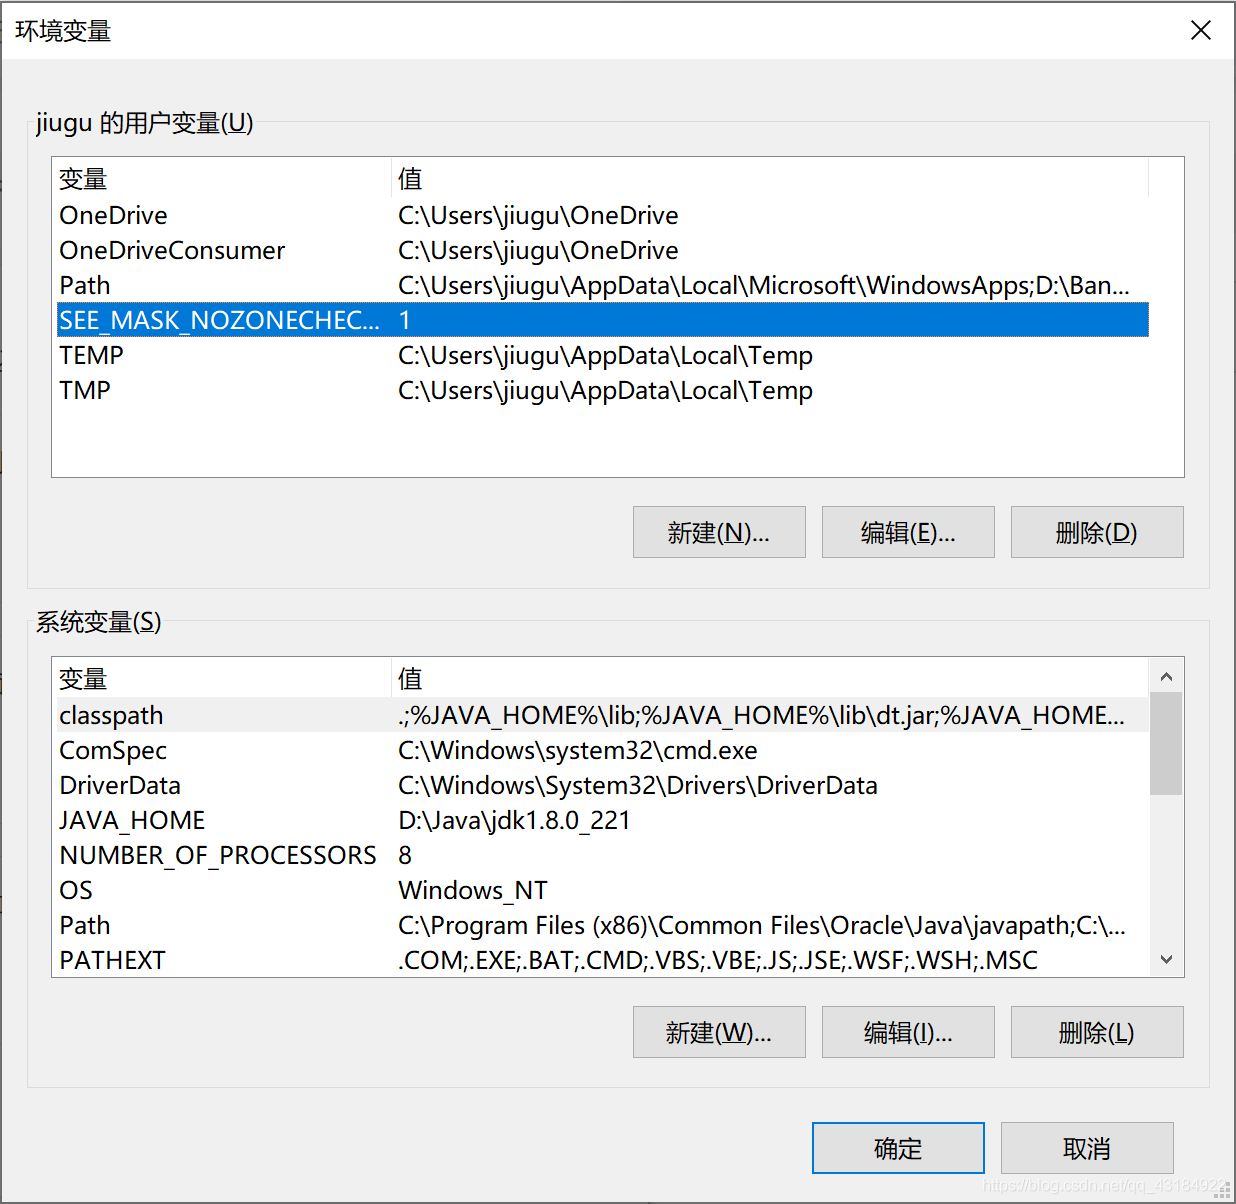 环境变量
jiugu 的用户变量(U)
变量 值
OneDrive C:\Users\jiugu\OneDrive
OneDriveConsumer C:\Users\jiugu\OneDrive
Path C:\Users\jiugu\AppData\Local\Microsoft\WindowsApps;D:\Ban...
SEE_MASK_NOZONECHEC... 1
TEMP C:\Users\jiugu\AppData\Local\Temp
TMP C:\Users\jiugu\AppData\Local\Temp
新建(N)... 编辑(E)... 删除(D)
系统变量(S)
变量 值
classpath .;%JAVA_HOME%\lib;%JAVA_HOME%\lib\dt.jar;%JAVA_HOME...
ComSpec C:\Windows\system32\cmd.exe
DriverData C:\Windows\System32\Drivers\DriverData
JAVA_HOME D:\Java\jdk1.8.0_221
NUMBER_OF_PROCESSORS 8
OS Windows_NT
Path C:\Program Files (x86)\Common Files\Oracle\Java\javapath;C:\...
PATHEXT .COM;.EXE;.BAT;.CMD;.VBS;.VBE;.JS;.JSE;.WSF;.WSH;.MSC
新建(W)... 编辑(I)... 删除(L)
确定 取消
https://blog.csdn.net/qq_43184922